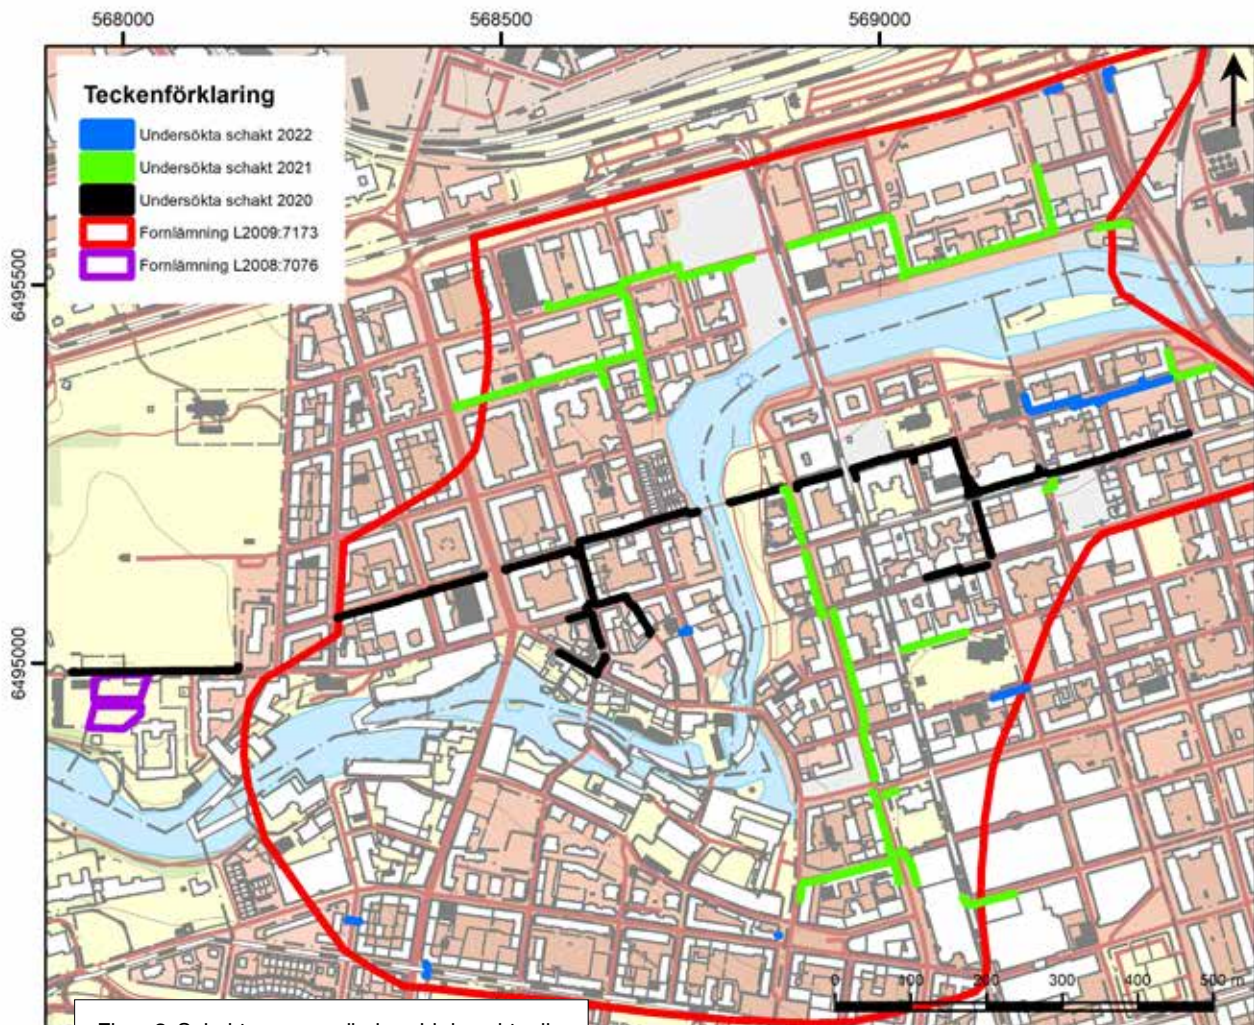 568000
568500
569000
Teckenförklaring
Undersökta schakt 2022
Undersökta schakt 2021
Undersökta schakt 2020
Fornlämning L2009:7173
Fornlämning L2008:7076
6495500
6495000
0 100 200 300 400 500 m